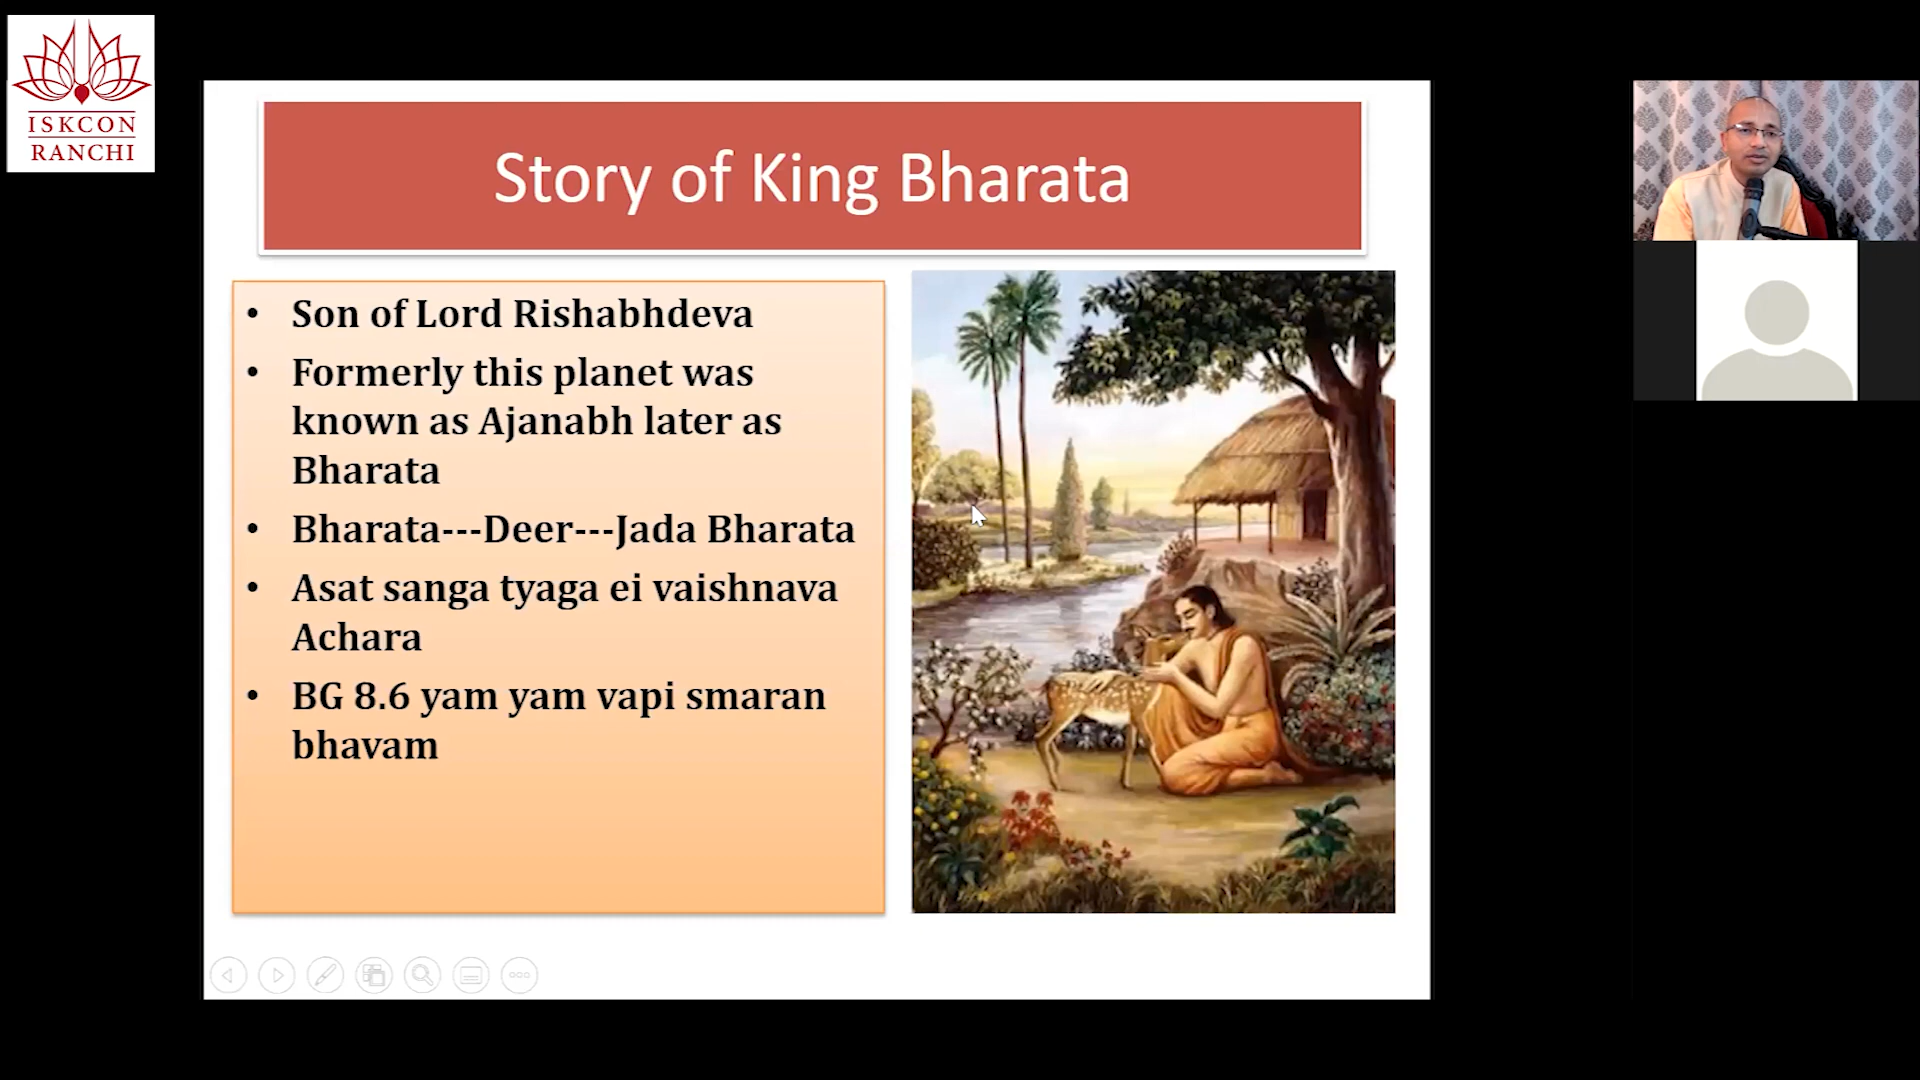 ISKCON
RANCHI
Story of King Bharata
• Son of Lord Rishabhdeva
• Formerly this planet was
known as Ajanabh later as
Bharata
• Bharata---Deer---Jada Bharata
• Asat sanga tyaga ei vaishnava
Achara
• BG 8.6 yam yam vapi smaran
bhavam